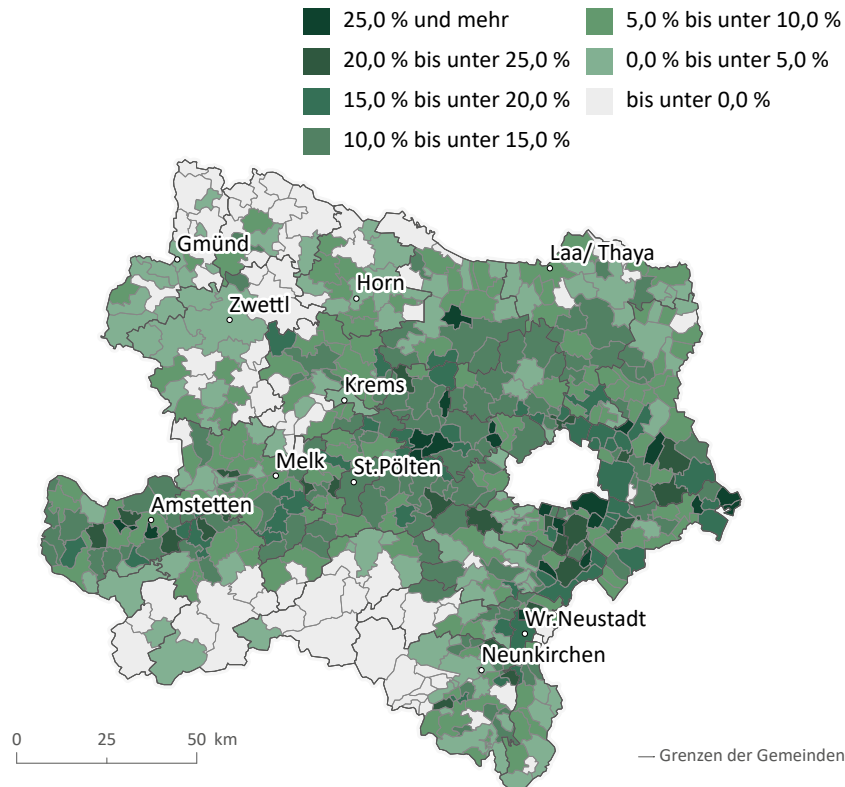 25,0 % und mehr
20,0 % bis unter 25,0 %
15,0 % bis unter 20,0 %
10,0 % bis unter 15,0 %
5,0 % bis unter 10,0 %
0,0 % bis unter 5,0 %
bis unter 0,0 %
Gmünd
Laa/ Thaya
Horn
Zwettl
Krems
Melk
St.Pölten
Amstetten
Wr.Neustadt
Neunkirchen
0 25 50 km
Grenzen der Gemeinden